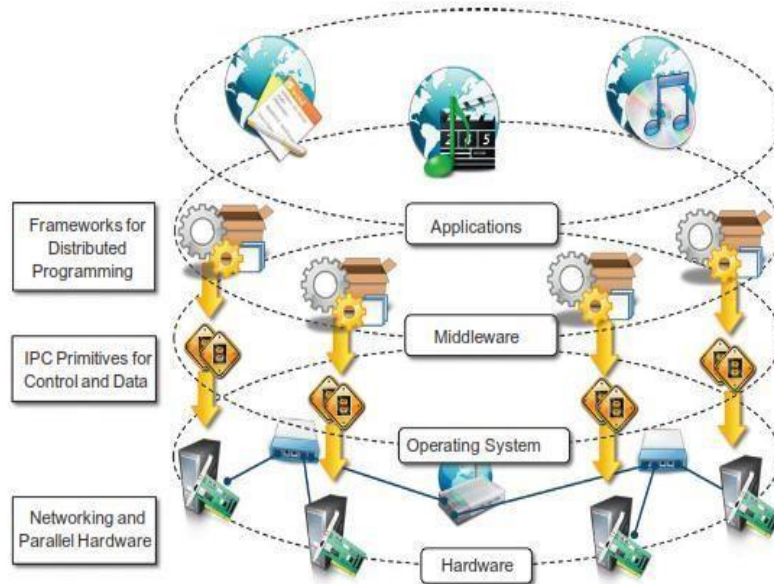 Frameworks for
Distributed
Programming
Applications
IPC Primitives for
Control and Data
Middleware
Operating System
Networking and
Parallel Hardware
Hardware